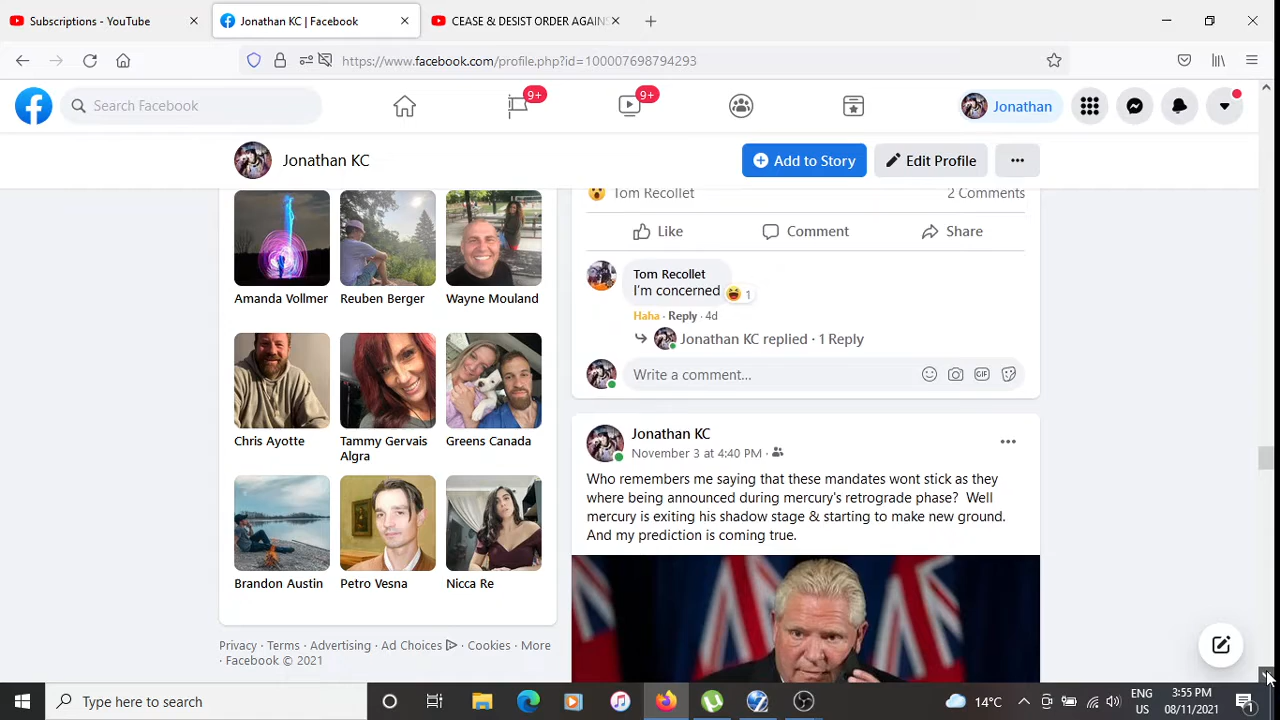 Subscriptions - YouTube
Jonathan KC | Facebook
CEASE & DESIST ORDER AGAIN
https://www.facebook.com/profile.php?id=100007698794293
Search Facebook
9+
9+
Jonathan
Jonathan KC
Add to Story
Edit Profile
Amanda Vollmer
Reuben Berger
Wayne Mouland
Chris Ayotte
Tammy Gervais Algra
Greens Canada
Brandon Austin
Petro Vesna
Nicca Re
Privacy · Terms · Advertising · Ad Choices · Cookies · More
· Facebook © 2021
Tom Recollet
2 Comments
Like
Comment
Share
Tom Recollet
I'm concerned
1
Haha · Reply · 4d
Jonathan KC replied · 1 Reply
Write a comment...
GIF
Jonathan KC
November 3 at 4:40 PM ·
Who remembers me saying that these mandates wont stick as they
where being announced during mercury's retrograde phase? Well
mercury is exiting his shadow stage & starting to make new ground.
And my prediction is coming true.
Type here to search
14°C
ENG
US
3:55 PM
08/11/2021
1